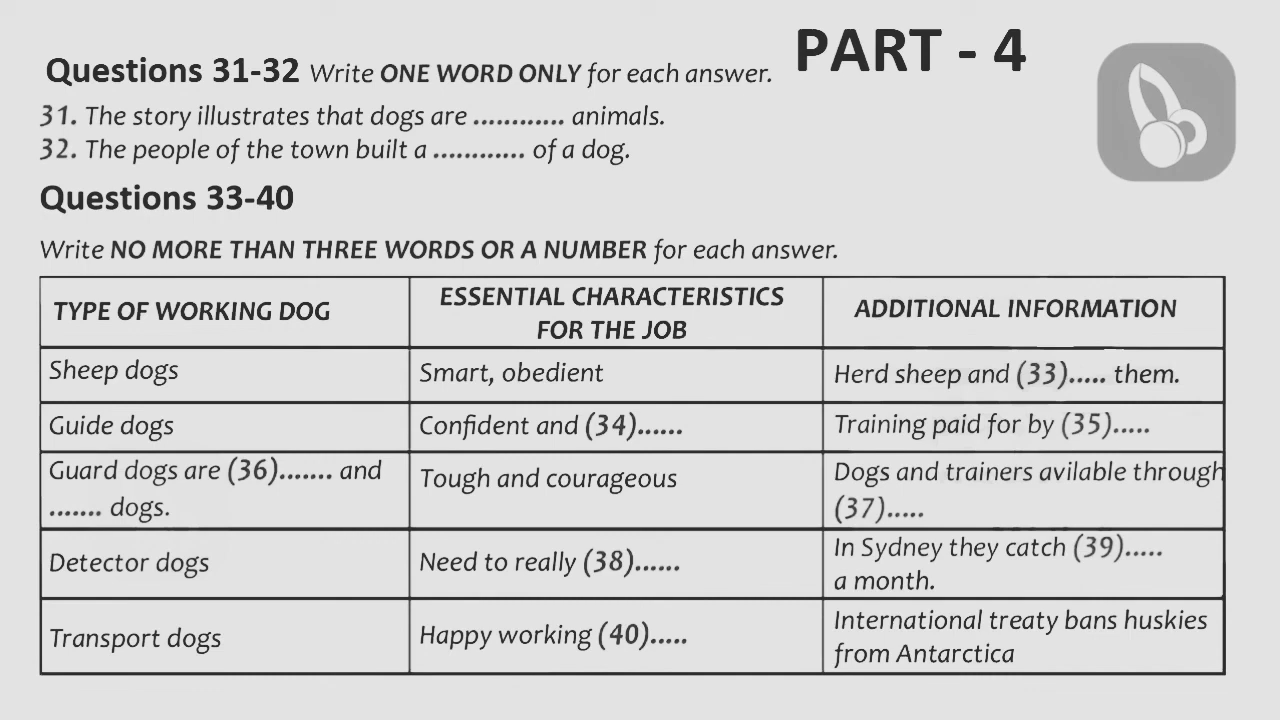 PART - 4
Questions 31-32 Write ONE WORD ONLY for each answer.
31. The story illustrates that dogs are ............ animals.
32. The people of the town built a ............ of a dog.
Questions 33-40
Write NO MORE THAN THREE WORDS OR A NUMBER for each answer.
TYPE OF WORKING DOG
ESSENTIAL CHARACTERISTICS
FOR THE JOB
ADDITIONAL INFORMATION
Sheep dogs
Smart, obedient
Herd sheep and (33)..... them.
Guide dogs
Confident and (34)......
Training paid for by (35).....
Guard dogs are (36)....... and
....... dogs.
Tough and courageous
Dogs and trainers avilable through
(37).....
Detector dogs
Need to really (38)......
In Sydney they catch (39).....
a month.
Transport dogs
Happy working (40).....
International treaty bans huskies
from Antarctica